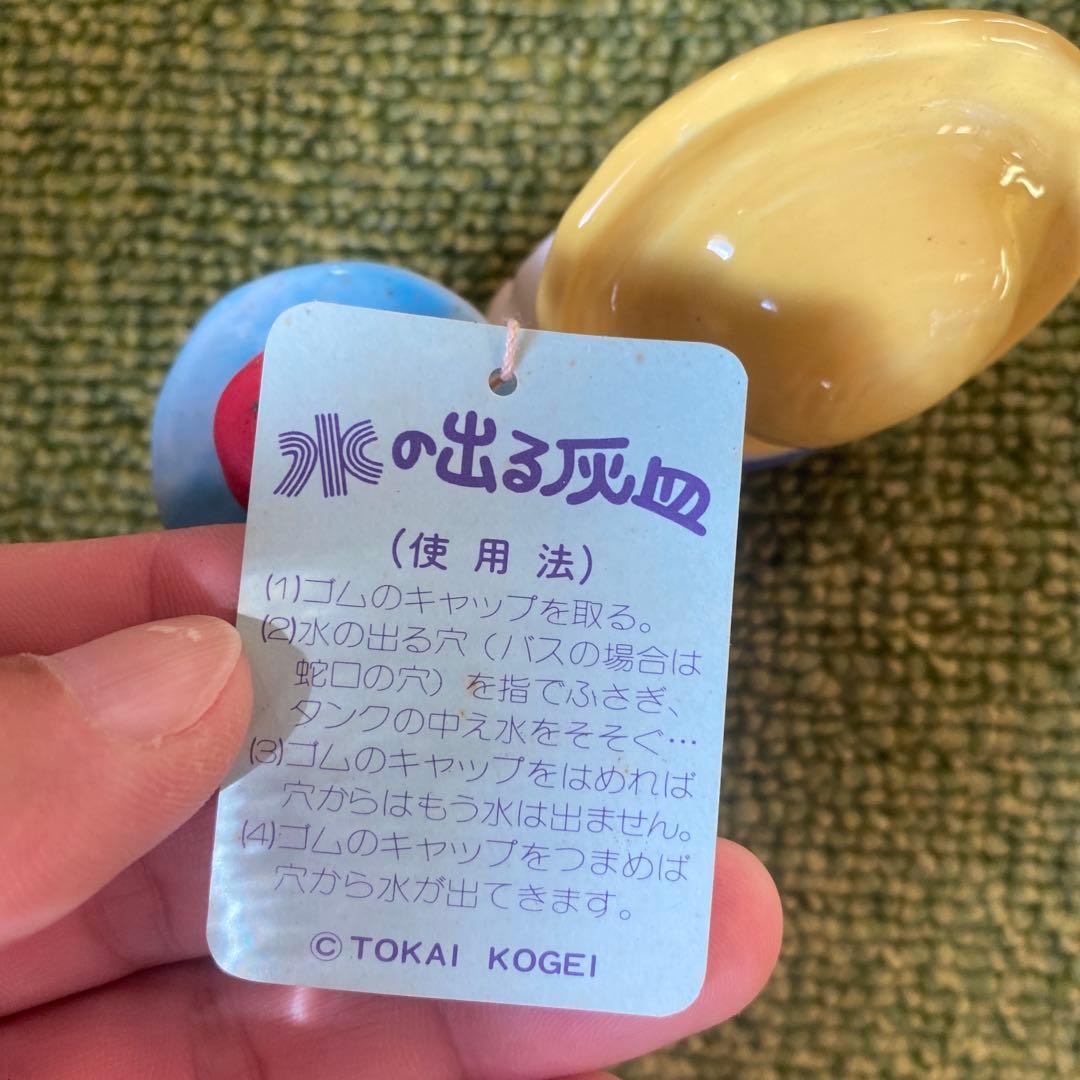 水の出る灰皿
(使用法)
(1)ゴムのキャップを取る。
(2)水の出る穴(バスの場合は
蛇口の穴)を指でふさぎ、
タンクの中え水をそそぐ…
(3)ゴムのキャップをはめれば
穴からはもう水は出ません。
(4)ゴムのキャップをつまめば
穴から水が出てきます。
©TOKAI KOGEI